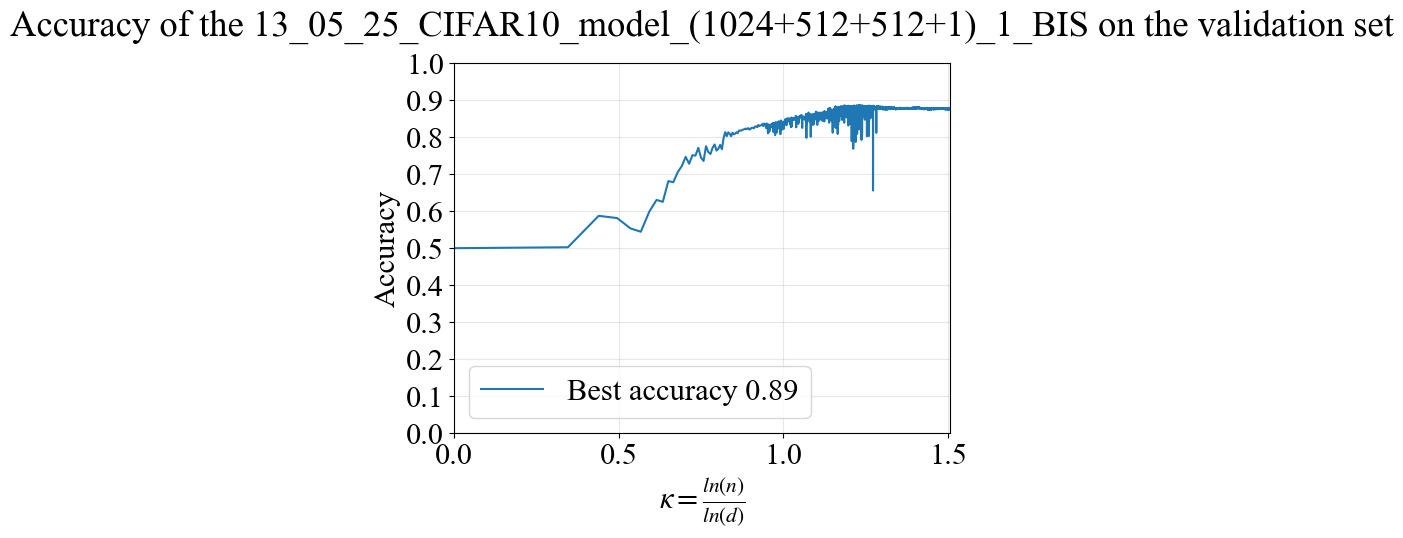 Accuracy of the 13_05_25_CIFAR10_model_(1024+512+512+1)_1_BIS on the validation set
1.0
0.9
0.8
0.7
0.6
0.5
0.4
0.3
0.2
0.1
0.0
Accuracy
Best accuracy 0.89
0.0 0.5 1.0 1.5
κ = ln(n)/ln(d)